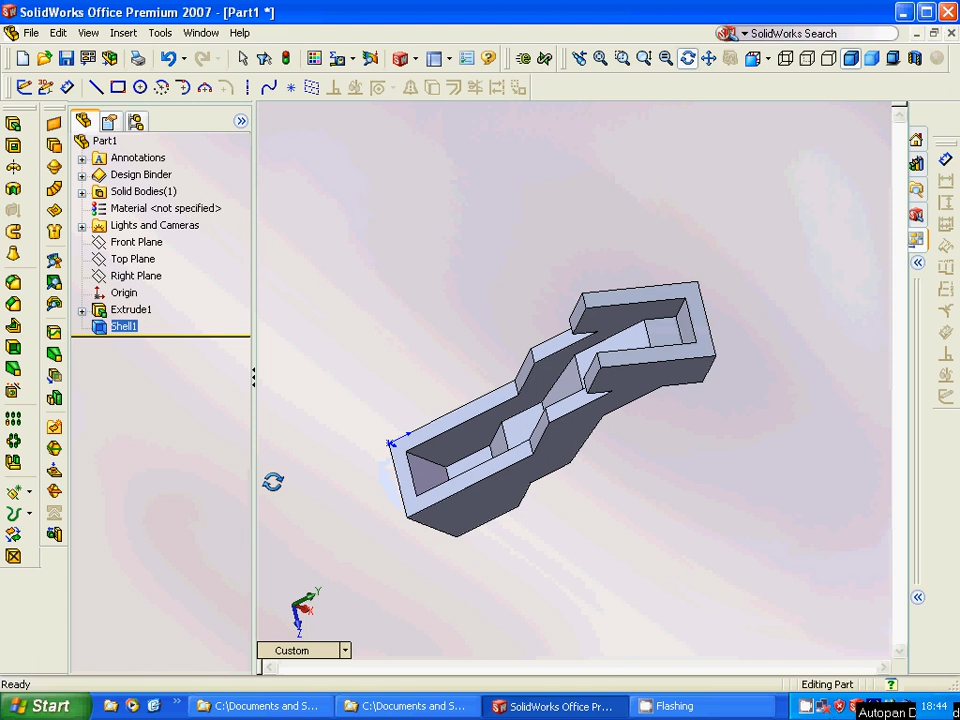 SolidWorks Office Premium 2007 - [Part1 *]
File Edit View Insert Tools Window Help
SolidWorks Search
Part1
Annotations
Design Binder
Solid Bodies(1)
Material <not specified>
Lights and Cameras
Front Plane
Top Plane
Right Plane
Origin
Extrude1
Shell1
Y
X
Z
Custom
Ready
Editing Part
Start
C:\Documents and S...
C:\Documents and S...
SolidWorks Office Pr...
Flashing
18:44
Autopan D